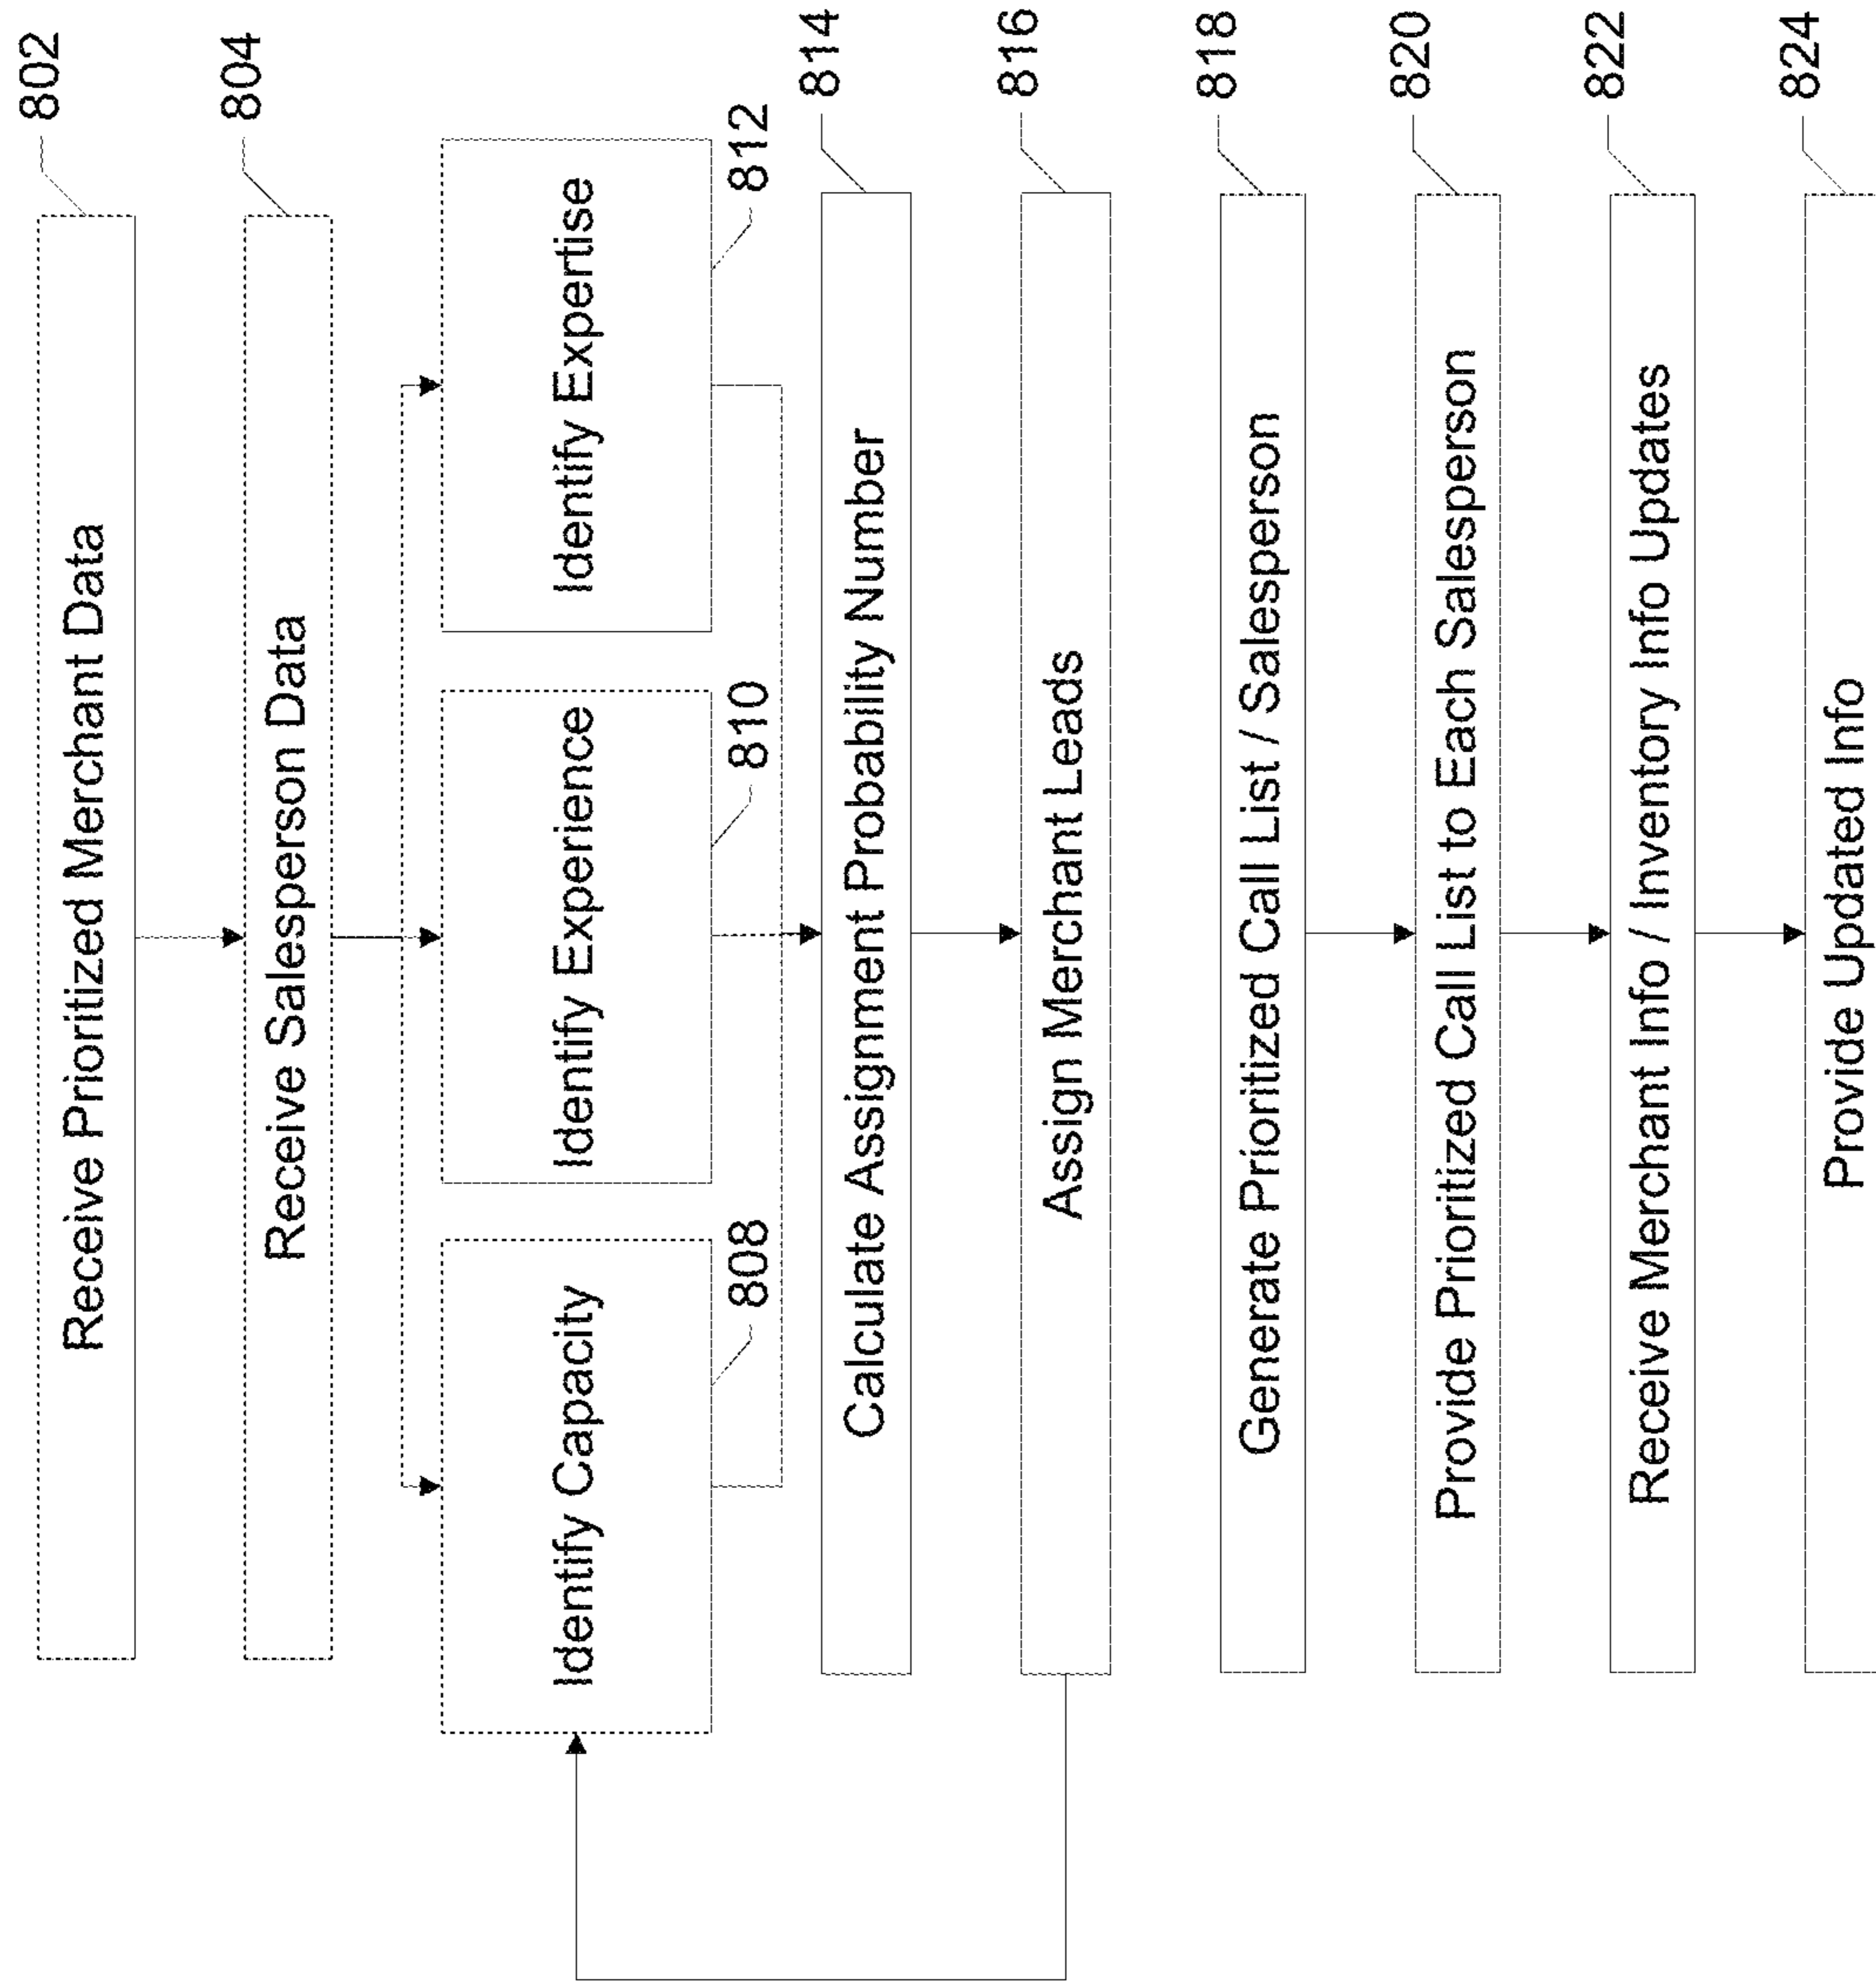 802
Receive Prioritized Merchant Data
804
Receive Salesperson Data
Identify Capacity
808
Identify Experience
810
Identify Expertise
812
814
Calculate Assignment Probability Number
816
Assign Merchant Leads
818
Generate Prioritized Call List / Salesperson
820
Provide Prioritized Call List to Each Salesperson
822
Receive Merchant Info / Inventory Info Updates
824
Provide Updated Info